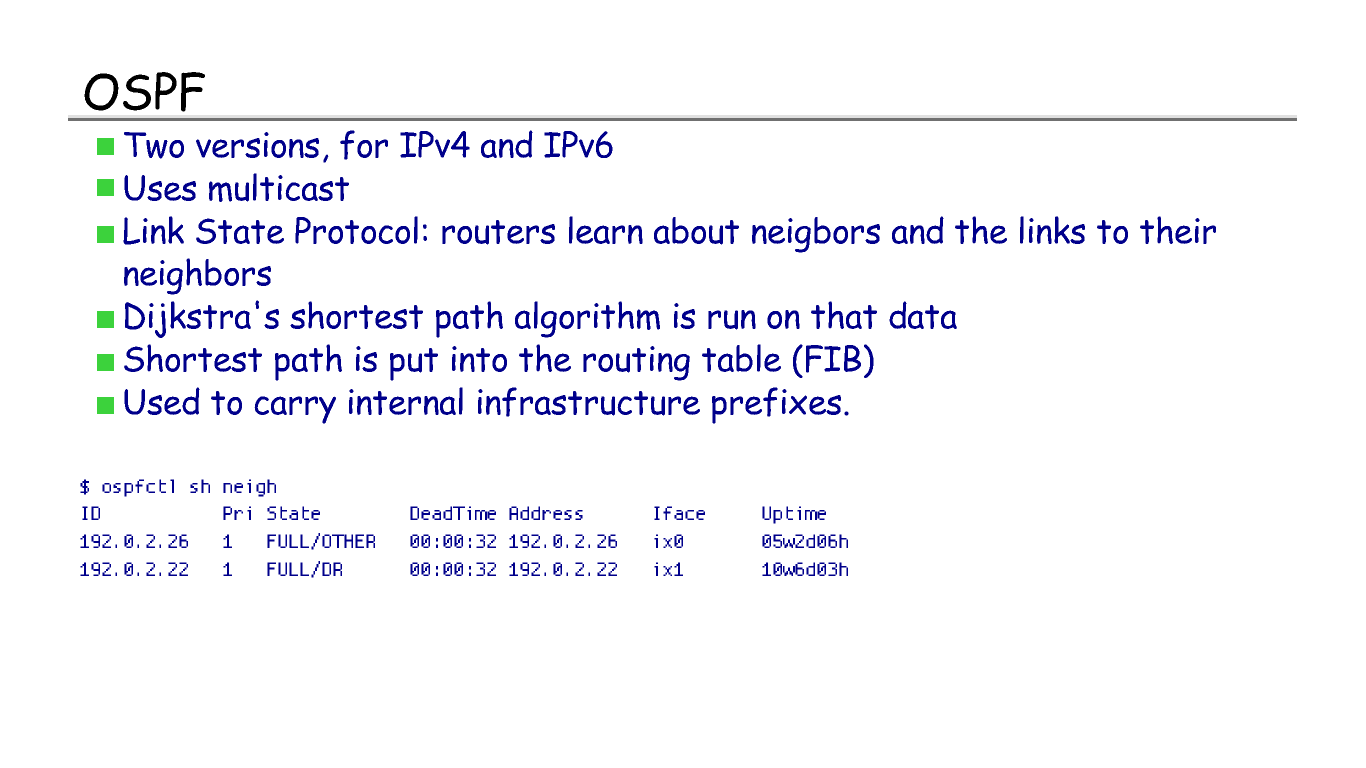 OSPF
Two versions, for IPv4 and IPv6
Uses multicast
Link State Protocol: routers learn about neigbors and the links to their
neighbors
Dijkstra's shortest path algorithm is run on that data
Shortest path is put into the routing table (FIB)
Used to carry internal infrastructure prefixes.
$ ospfctl sh neigh
ID Pri State DeadTime Address Iface Uptime
192.0.2.26 1 FULL/OTHER 00:00:32 192.0.2.26 ix0 05w2d06h
192.0.2.22 1 FULL/DR 00:00:32 192.0.2.22 ix1 10w6d03h